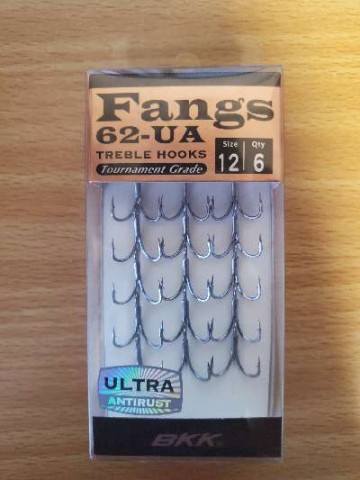 Fangs
62-UA
TREBLE HOOKS
Tournament Grade
Size Qty
12 6
ULTRA
ANTIRUST
BKK